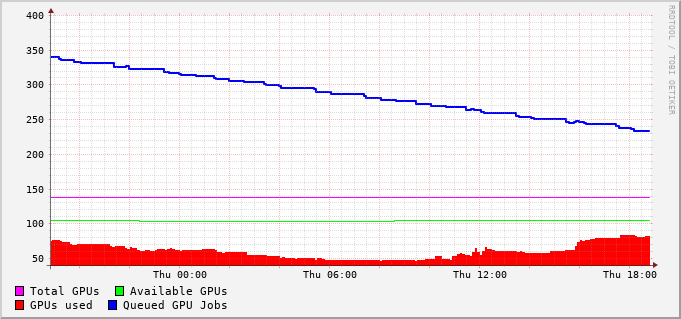 400
350
300
250
200
150
100
50
Thu 00:00 Thu 06:00 Thu 12:00 Thu 18:00
Total GPUs Available GPUs
GPUs used Queued GPU Jobs
RRDTOOL / TOBI OETIKER